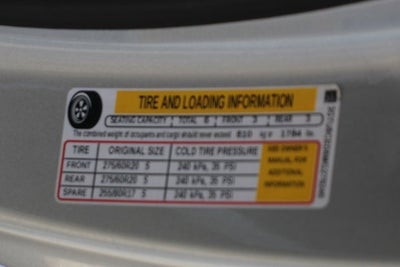 TIRE AND LOADING INFORMATION
SEATING CAPACITY TOTAL 6 FRONT 3 REAR 3
The combined weight of occupants and cargo should never exceed 810 kg or 1784 lbs.
TIRE ORIGINAL SIZE COLD TIRE PRESSURE
FRONT 275/60R20 S 240 kPa, 35 PSI
REAR 275/60R20 S 240 kPa, 35 PSI
SPARE 255/80R17 S 240 kPa, 35 PSI
SEE OWNER'S
MANUAL FOR
ADDITIONAL
INFORMATION